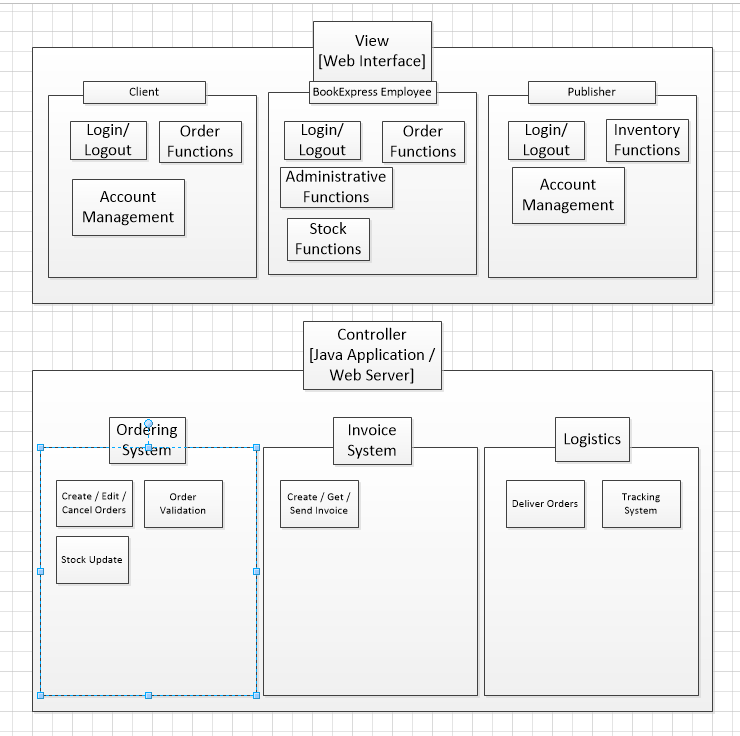 View
[Web Interface]
Client
Login/
Logout
Order
Functions
Account
Management
BookExpress Employee
Login/
Logout
Order
Functions
Administrative
Functions
Stock
Functions
Publisher
Login/
Logout
Inventory
Functions
Account
Management
Controller
[Java Application /
Web Server]
Ordering
System
Create / Edit /
Cancel Orders
Order
Validation
Stock Update
Invoice
System
Create / Get /
Send Invoice
Logistics
Deliver Orders
Tracking
System